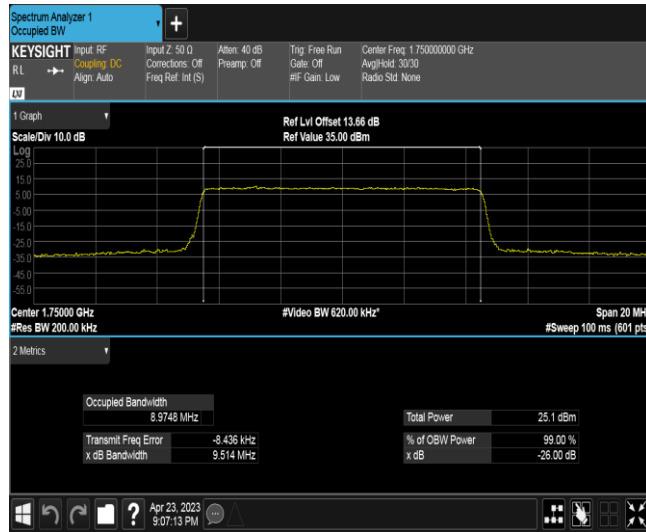 Spectrum Analyzer 1
Occupied BW
+
KEYSIGHT
RL
LXI
Input: RF
Coupling: DC
Align: Auto
Input Z: 50 Ω
Corrections: Off
Freq Ref: Int (S)
Atten: 40 dB
Preamp: Off
Trig: Free Run
Gate: Off
#IF Gain: Low
Center Freq: 1.750000000 GHz
Avg|Hold: 30/30
Radio Std: None
1 Graph
Scale/Div 10.0 dB
Ref Lvl Offset 13.66 dB
Ref Value 35.00 dBm
Log
25.0
15.0
5.00
-5.00
-15.0
-25.0
-35.0
-45.0
-55.0
Center 1.75000 GHz
#Video BW 620.00 kHz*
Span 20 MH
#Res BW 200.00 kHz
#Sweep 100 ms (601 pts
2 Metrics
Occupied Bandwidth
8.9748 MHz
Total Power 25.1 dBm
Transmit Freq Error -8.436 kHz
% of OBW Power 99.00 %
x dB Bandwidth 9.514 MHz
x dB -26.00 dB
?
Apr 23, 2023
9:07:13 PM